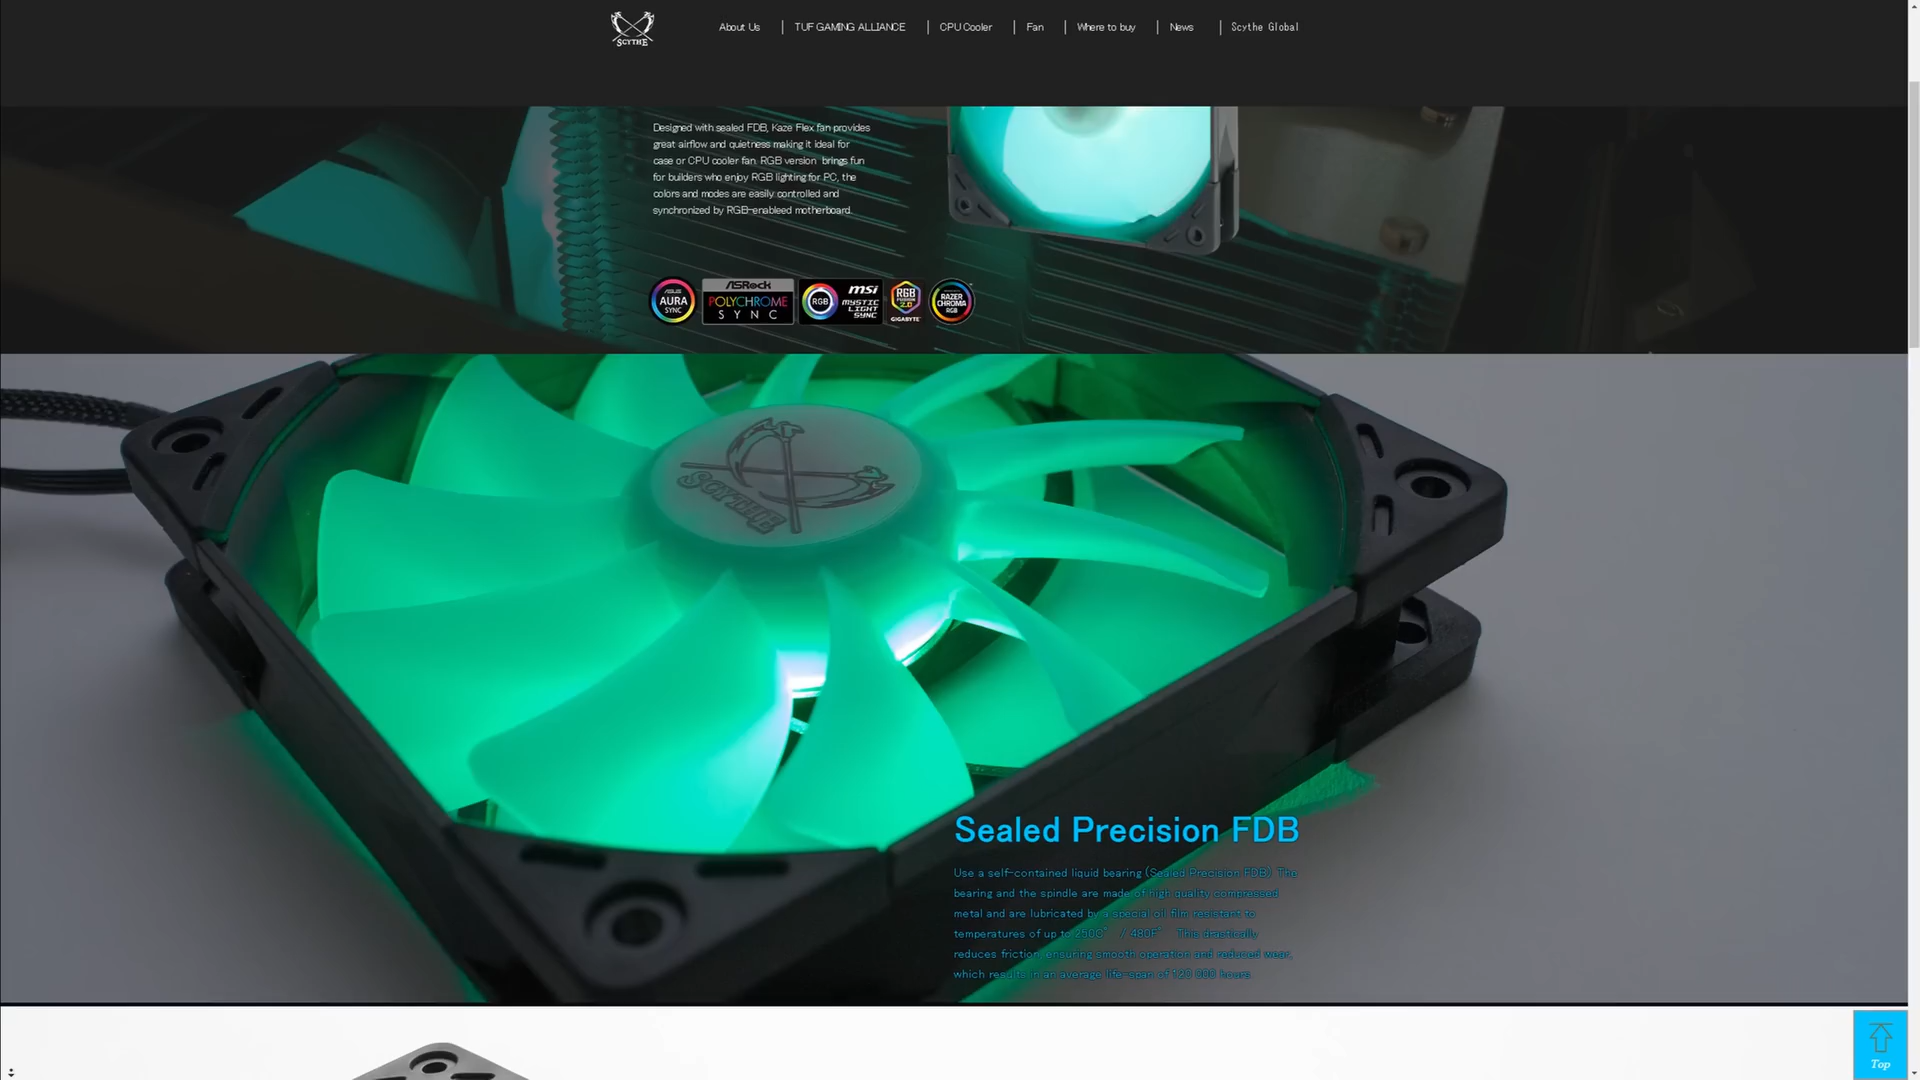 SCYTHE
About Us
TUF GAMING ALLIANCE
CPU Cooler
Fan
Where to buy
News
Scythe Global
Designed with sealed FDB, Kaze Flex fan provides
great airflow and quietness making it ideal for
case or CPU cooler fan. RGB version brings fun
for builders who enjoy RGB lighting for PC, the
colors and modes are easily controlled and
synchronized by RGB-enableed motherboard.
ASUS
AURA
SYNC
ASRock
POLYCHROME
SYNC
RGB
msi
MYSTIC
LIGHT
SYNC
RGB
FUSION
2.0
GIGABYTE
RAZER
CHROMA
RGB
SCYTHE
Sealed Precision FDB
Use a self-contained liquid bearing (Sealed Precision FDB). The
bearing and the spindle are made of high quality compressed
metal and are lubricated by a special oil film resistant to
temperatures of up to 250C° / 480F° This drastically
reduces friction, ensuring smooth operation and reduced wear,
which results in an average life-span of 120.000 hours.
Top